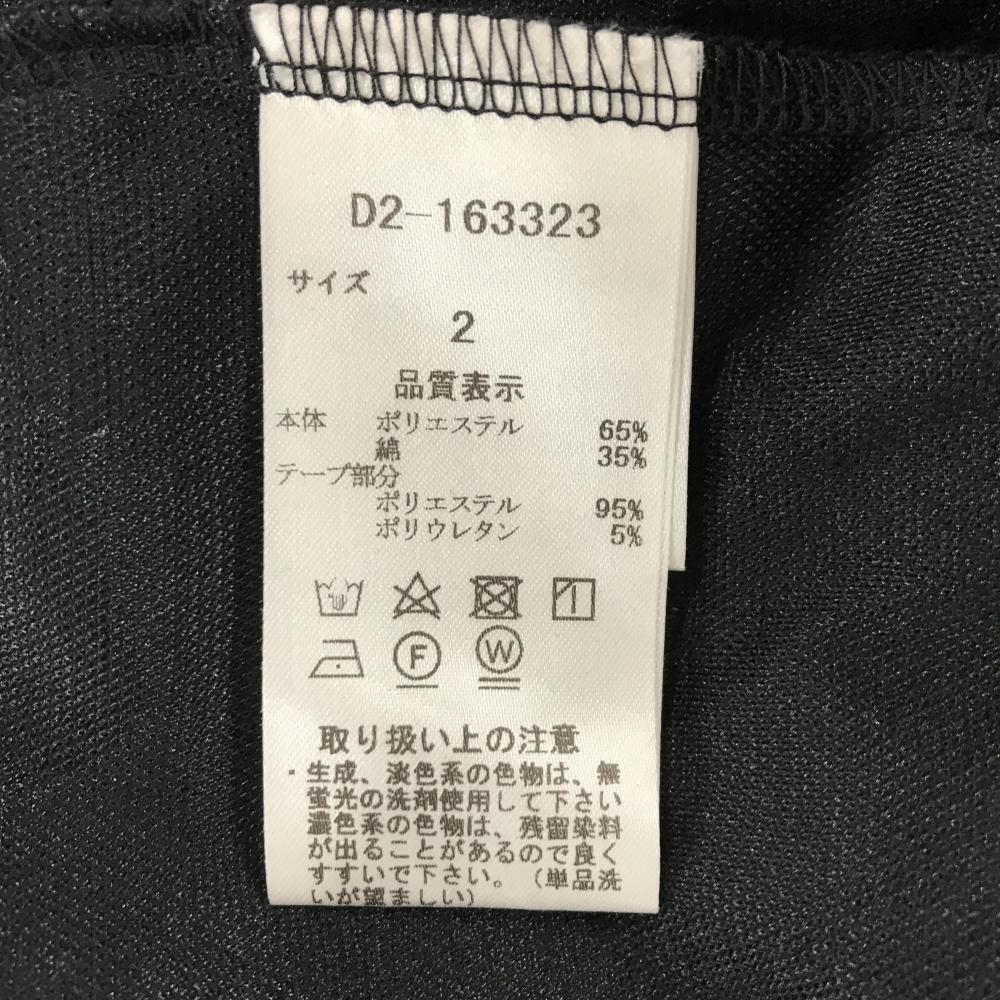 D2-163323
サイズ
2
品質表示
本体 ポリエステル 65%
綿 35%
テープ部分
ポリエステル 95%
ポリウレタン 5%
F W
取り扱い上の注意
・生成、淡色系の色物は、無
蛍光の洗剤使用して下さい
濃色系の色物は、残留染料
が出ることがあるので良く
すすいで下さい。（単品洗
いが望ましい）